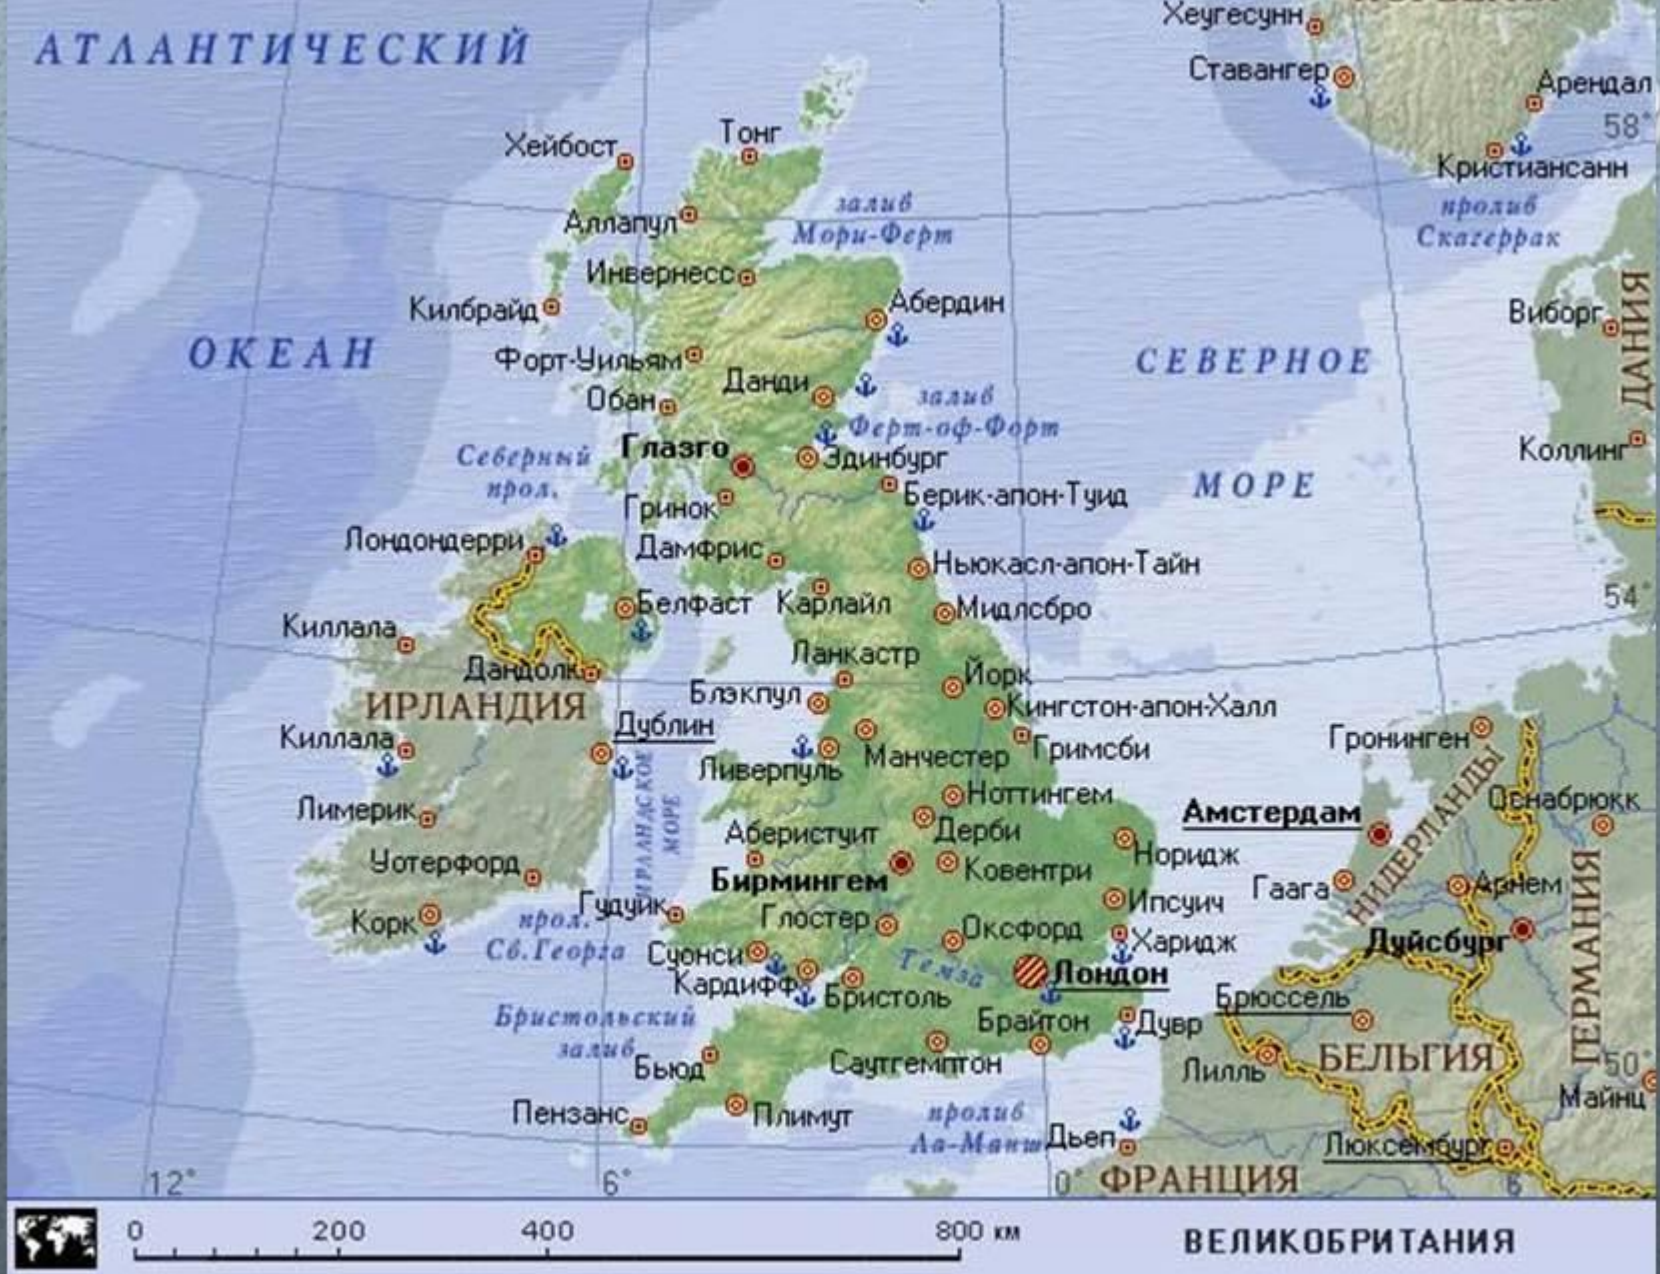 Хеугесунн
АТЛАНТИЧЕСКИЙ
Ставангер
Арендал
58°
Тонг
Хейбост
Кристиансанн
залив
Мори-Ферт
пролив
Скагеррак
Аллапул
Инвернесс
Килбрайд
Абердин
Виборг
ДАНИЯ
ОКЕАН
Форт-Уильям
СЕВЕРНОЕ
Данди
Обан
залив
Ферт-оф-Форт
Глазго
Эдинбург
Коллинг
Северный
прол.
МОРЕ
Берик-апон-Туид
Гринок
Лондондерри
Дамфрис
Ньюкасл-апон-Тайн
54°
Белфаст
Карлайл
Мидлсбро
Киллала
Ланкастр
Дандолк
Йорк
Блэкпул
ИРЛАНДИЯ
Кингстон-апон-Халл
Дублин
Киллала
Гримсби
Гронинген
Манчестер
Ливерпуль
ИРЛАНДСКОЕ
МОРЕ
НИДЕРЛАНДЫ
Ноттингем
Оснабрюкк
Лимерик
Амстердам
Аберистуит
Дерби
Норидж
Уотерфорд
Ковентри
Бирмингем
Гаага
Арнем
ГЕРМАНИЯ
Ипсуич
Гудуйк
Глостер
Корк
прол.
Св.Георга
Оксфорд
Харидж
Дуйсбург
Суонси
Темза
Лондон
Кардифф
Бристоль
Брюссель
Бристольский
залив
Брайтон
Дувр
Саутгемптон
БЕЛЬГИЯ
Бьюд
Лилль
50°
Майнц
Пензанс
Плимут
пролив
Ла-Манш
Дьеп
Люксембург
12°
6°
0°
ФРАНЦИЯ
6
0 200 400 800 км
ВЕЛИКОБРИТАНИЯ